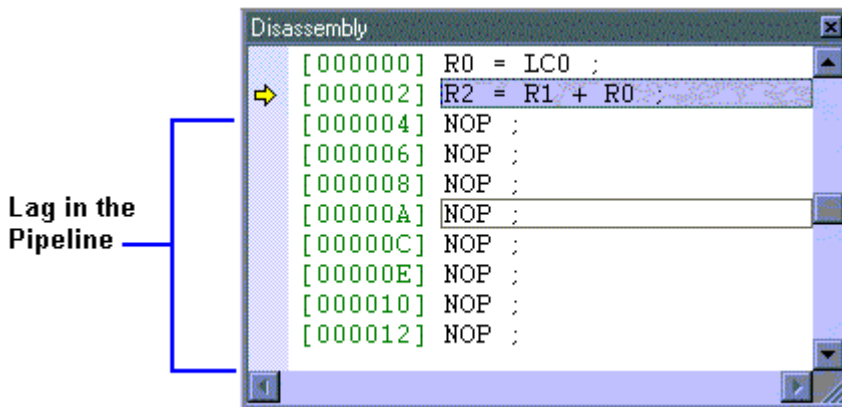 Disassembly
[000000] R0 = LC0 ;
[000002] R2 = R1 + R0 ;
[000004] NOP ;
[000006] NOP ;
[000008] NOP ;
[00000A] NOP ;
[00000C] NOP ;
[00000E] NOP ;
[000010] NOP ;
[000012] NOP ;
Lag in the
Pipeline